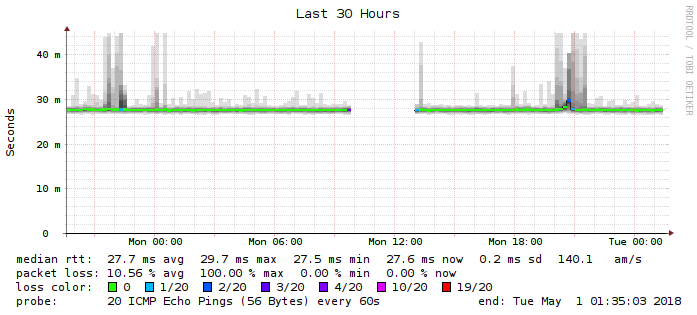 Last 30 Hours
RRDTOOL / TOBI OETIKER
Seconds
40 m
30 m
20 m
10 m
0
Mon 00:00 Mon 06:00 Mon 12:00 Mon 18:00 Tue 00:00
median rtt: 27.7 ms avg 29.7 ms max 27.5 ms min 27.6 ms now 0.2 ms sd 140.1 am/s
packet loss: 10.56 % avg 100.00 % max 0.00 % min 0.00 % now
loss color: 0 1/20 2/20 3/20 4/20 10/20 19/20
probe: 20 ICMP Echo Pings (56 Bytes) every 60s end: Tue May 1 01:35:03 2018